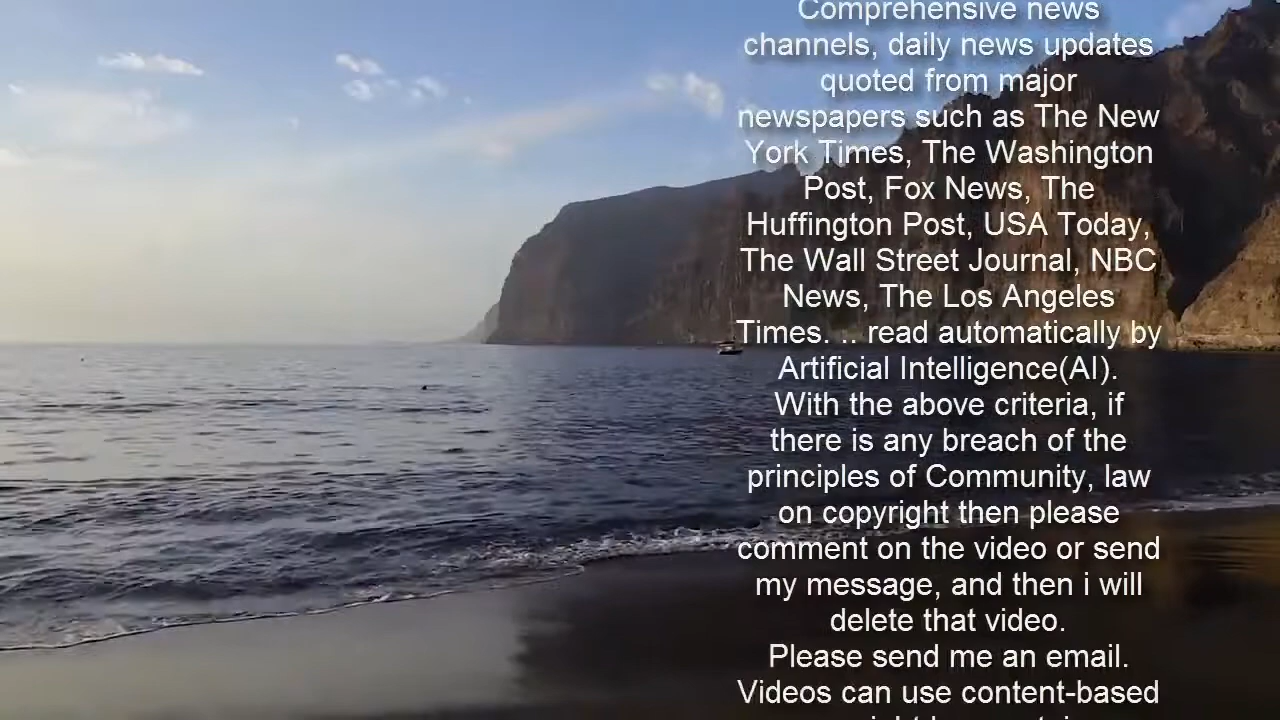 Comprehensive news
channels, daily news updates
quoted from major
newspapers such as The New
York Times, The Washington
Post, Fox News, The
Huffington Post, USA Today,
The Wall Street Journal, NBC
News, The Los Angeles
Times. .. read automatically by
Artificial Intelligence(AI).
With the above criteria, if
there is any breach of the
principles of Community, law
on copyright then please
comment on the video or send
my message, and then i will
delete that video.
Please send me an email.
Videos can use content-based